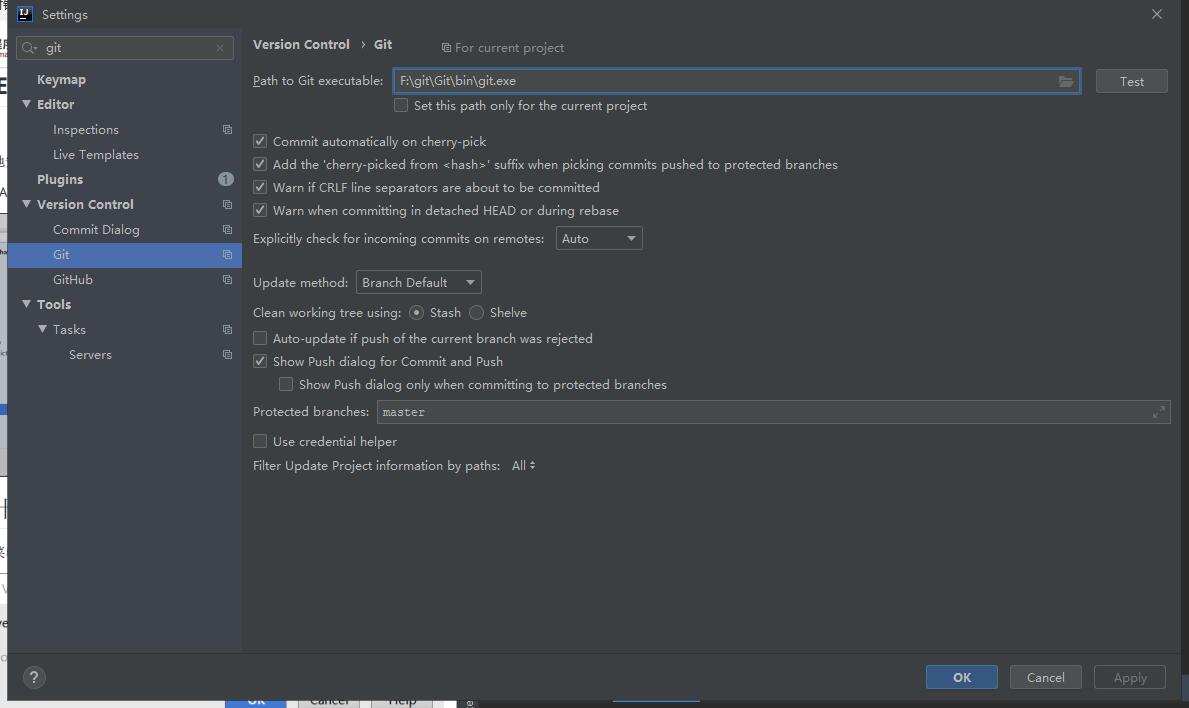 Settings
git
Keymap
Editor
Inspections
Live Templates
Plugins
1
Version Control
Commit Dialog
Git
GitHub
Tools
Tasks
Servers
Version Control › Git
For current project
Path to Git executable: F:\git\Git\bin\git.exe
Test
Set this path only for the current project
Commit automatically on cherry-pick
Add the 'cherry-picked from <hash>' suffix when picking commits pushed to protected branches
Warn if CRLF line separators are about to be committed
Warn when committing in detached HEAD or during rebase
Explicitly check for incoming commits on remotes: Auto
Update method: Branch Default
Clean working tree using: Stash Shelve
Auto-update if push of the current branch was rejected
Show Push dialog for Commit and Push
Show Push dialog only when committing to protected branches
Protected branches: master
Use credential helper
Filter Update Project information by paths: All
?
OK Cancel Apply
OK Cancel Help